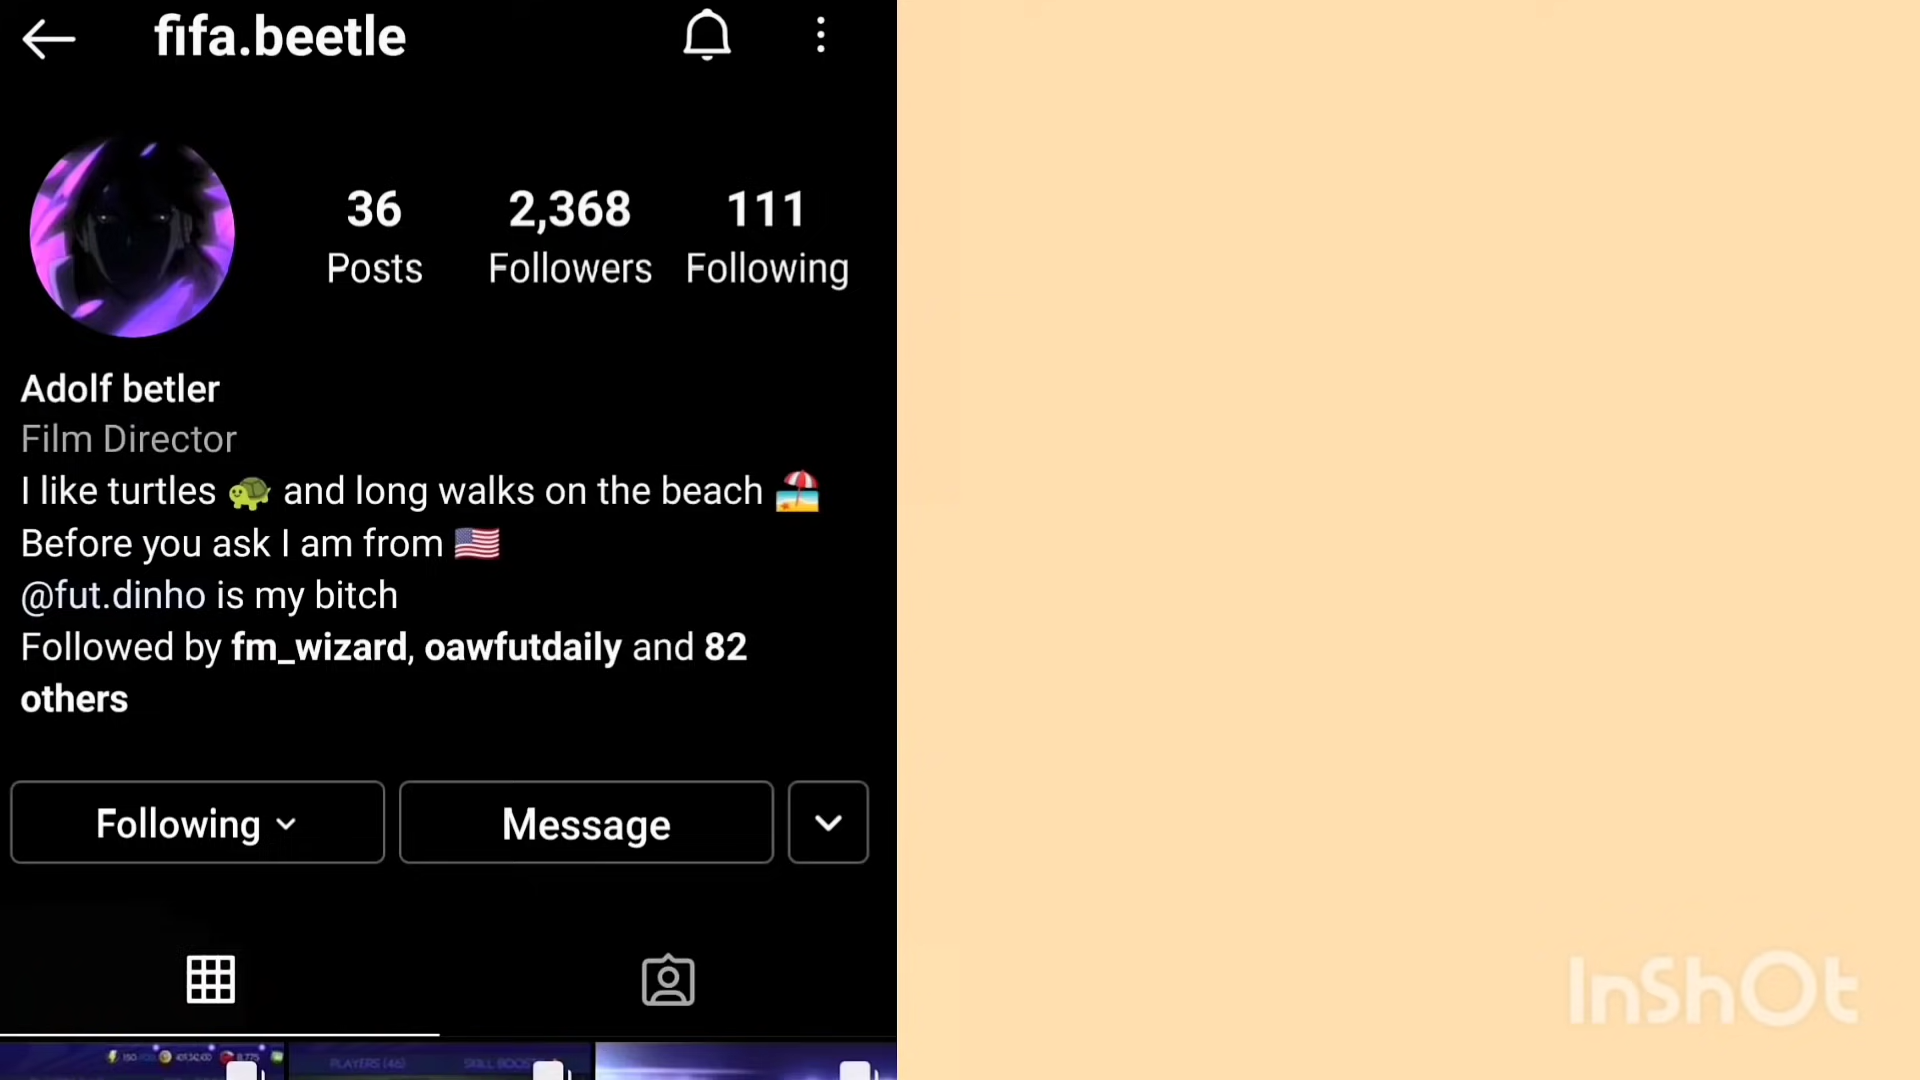 fifa.beetle
36 2,368 111
Posts Followers Following
Adolf betler
Film Director
I like turtles 🐢 and long walks on the beach 🏖
Before you ask I am from 🇺🇸
@fut.dinho is my bitch
Followed by fm_wizard, oawfutdaily and 82
others
Following Message
InShOt
PLAYERS (46)